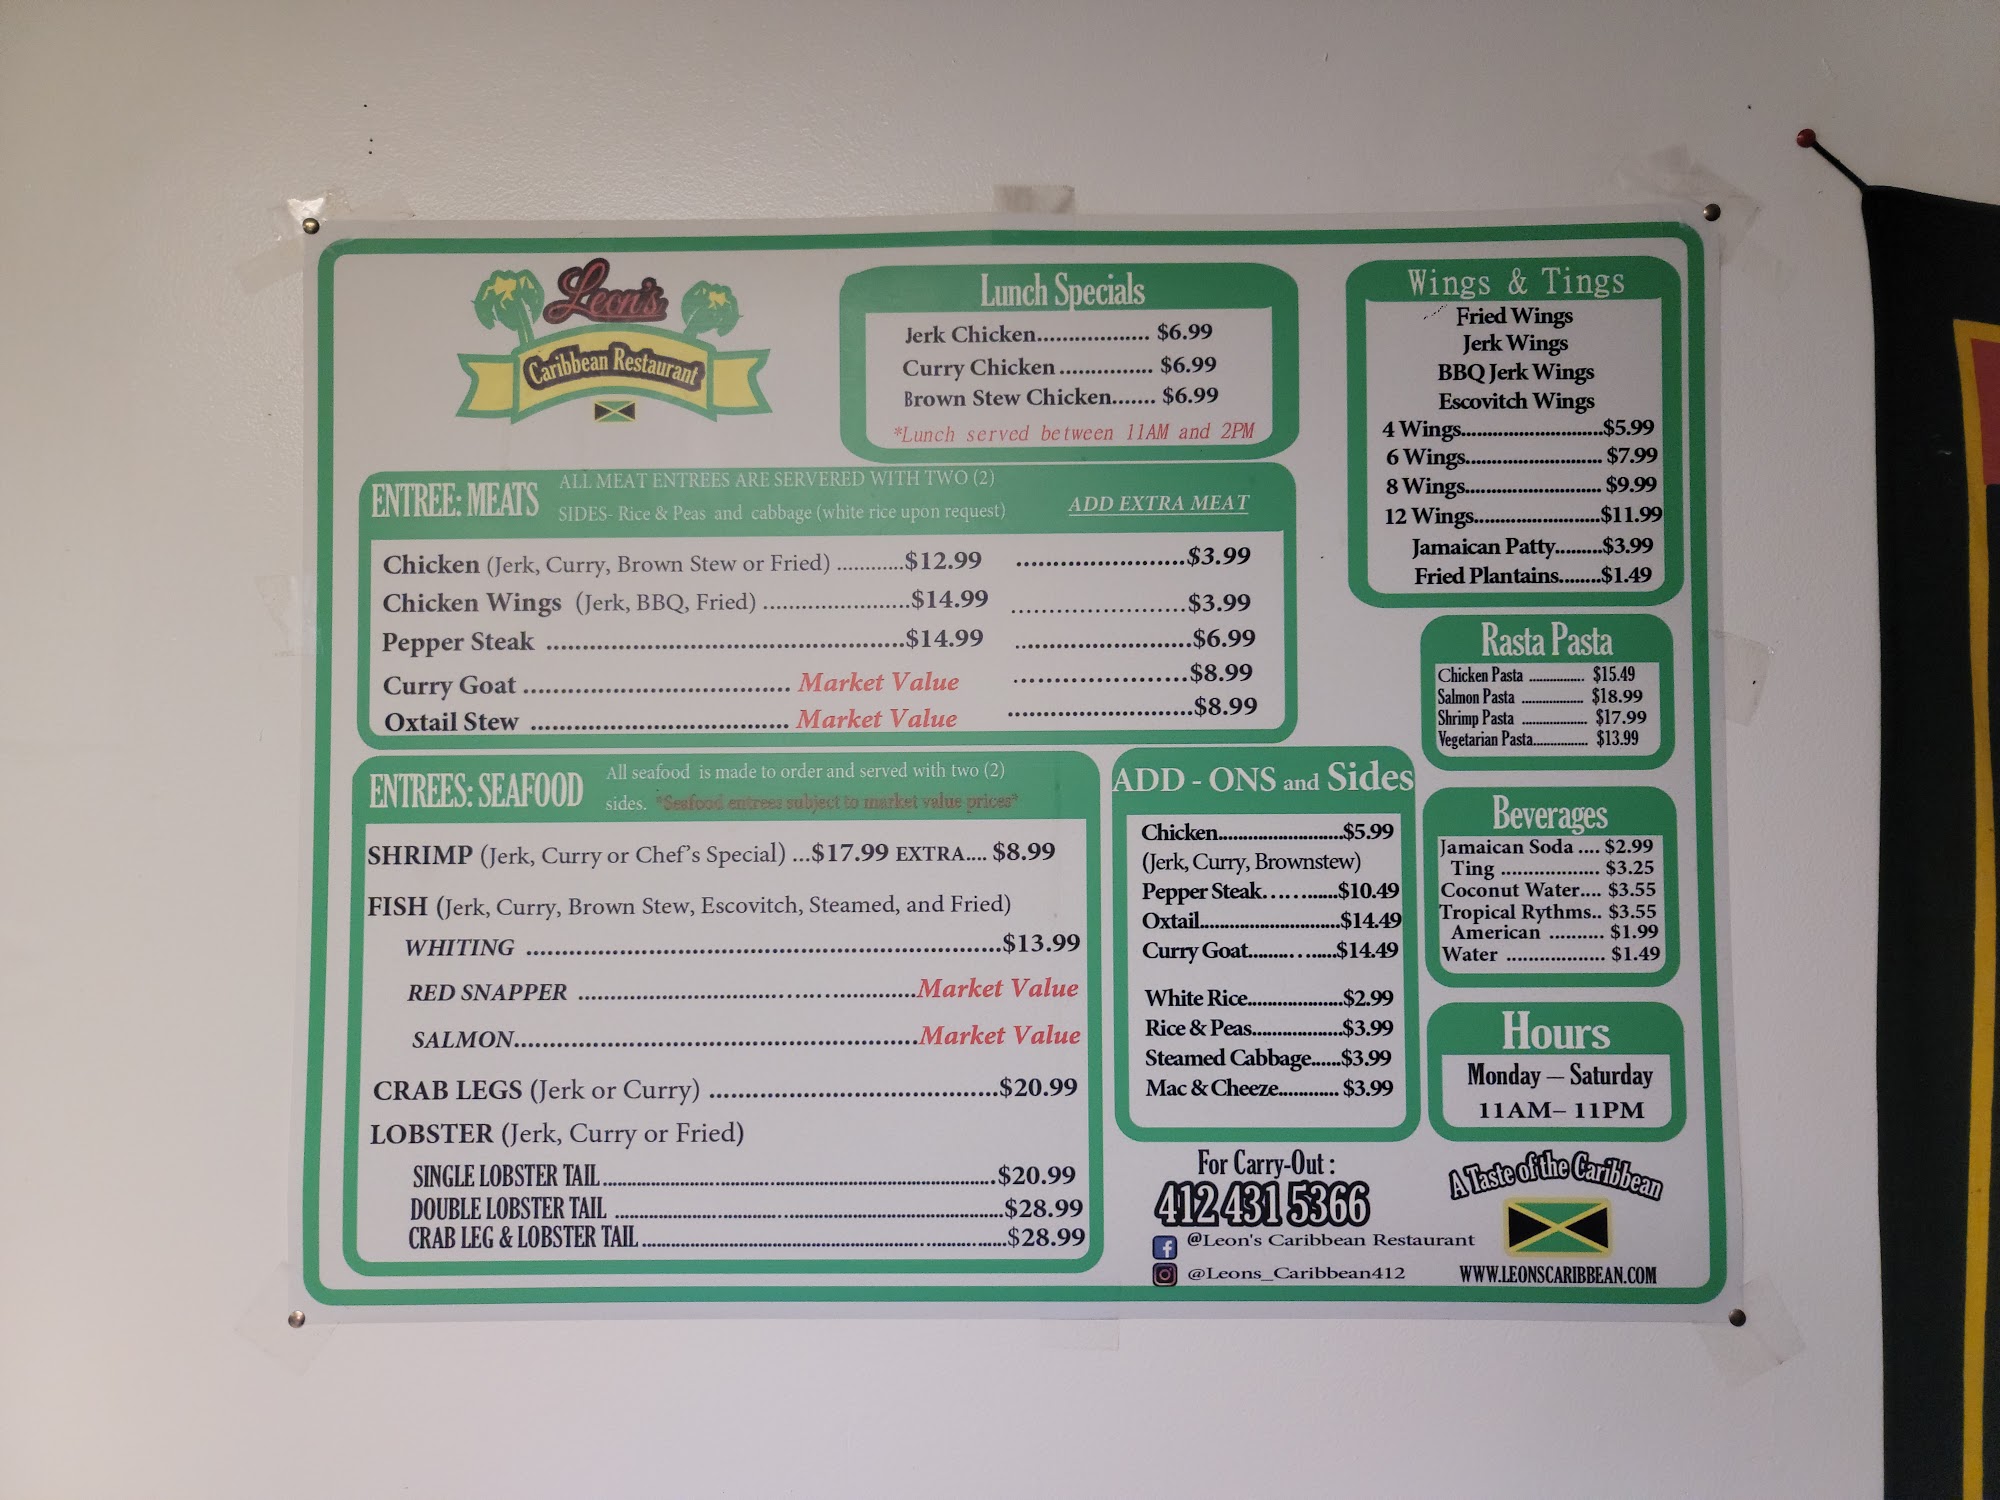 Leon's
Caribbean Restaurant
Lunch Specials
Jerk Chicken................... $6.99
Curry Chicken ............... $6.99
Brown Stew Chicken....... $6.99
*Lunch served between 11AM and 2PM
Wings & Tings
Fried Wings
Jerk Wings
BBQ Jerk Wings
Escovitch Wings
4 Wings............................$5.99
6 Wings........................... $7.99
8 Wings........................... $9.99
12 Wings.........................$11.99
Jamaican Patty.........$3.99
Fried Plantains........$1.49
ENTREE: MEATS
ALL MEAT ENTREES ARE SERVERED WITH TWO (2)
SIDES- Rice & Peas and cabbage (white rice upon request)
ADD EXTRA MEAT
Chicken (Jerk, Curry, Brown Stew or Fried) ............$12.99 .........................$3.99
Chicken Wings (Jerk, BBQ, Fried) ........................$14.99 .........................$3.99
Pepper Steak ....................................................$14.99 .........................$6.99
Curry Goat ...................................... Market Value .........................$8.99
Oxtail Stew ..................................... Market Value .........................$8.99
Rasta Pasta
Chicken Pasta ................ $15.49
Salmon Pasta .................. $18.99
Shrimp Pasta ................... $17.99
Vegetarian Pasta................ $13.99
ENTREES: SEAFOOD
All seafood is made to order and served with two (2)
sides. *Seafood entrees subject to market value prices*
SHRIMP (Jerk, Curry or Chef's Special) ...$17.99 EXTRA.... $8.99
FISH (Jerk, Curry, Brown Stew, Escovitch, Steamed, and Fried)
WHITING ....................................................................$13.99
RED SNAPPER ................................................Market Value
SALMON.........................................................Market Value
CRAB LEGS (Jerk or Curry) .........................................$20.99
LOBSTER (Jerk, Curry or Fried)
SINGLE LOBSTER TAIL........................................................$20.99
DOUBLE LOBSTER TAIL .......................................................$28.99
CRAB LEG & LOBSTER TAIL....................................................$28.99
ADD - ONS and Sides
Chicken.........................$5.99
(Jerk, Curry, Brownstew)
Pepper Steak...........$10.49
Oxtail............................$14.49
Curry Goat..................$14.49
White Rice...................$2.99
Rice & Peas..................$3.99
Steamed Cabbage......$3.99
Mac & Cheeze............ $3.99
Beverages
Jamaican Soda .... $2.99
Ting ................... $3.25
Coconut Water.... $3.55
Tropical Rythms.. $3.55
American .......... $1.99
Water ................... $1.49
Hours
Monday – Saturday
11AM– 11PM
For Carry-Out :
412 431 5366
@Leon's Caribbean Restaurant
@Leons_Caribbean412
A Taste of the Caribbean
WWW.LEONSCARIBBEAN.COM